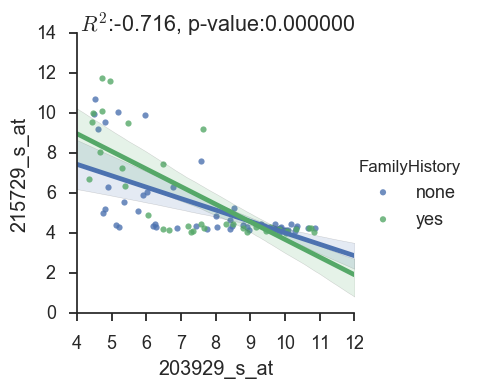 R²:-0.716, p-value:0.000000
14
12
10
8
6
4
2
0
215729_s_at
4 5 6 7 8 9 10 11 12
203929_s_at
FamilyHistory
none
yes